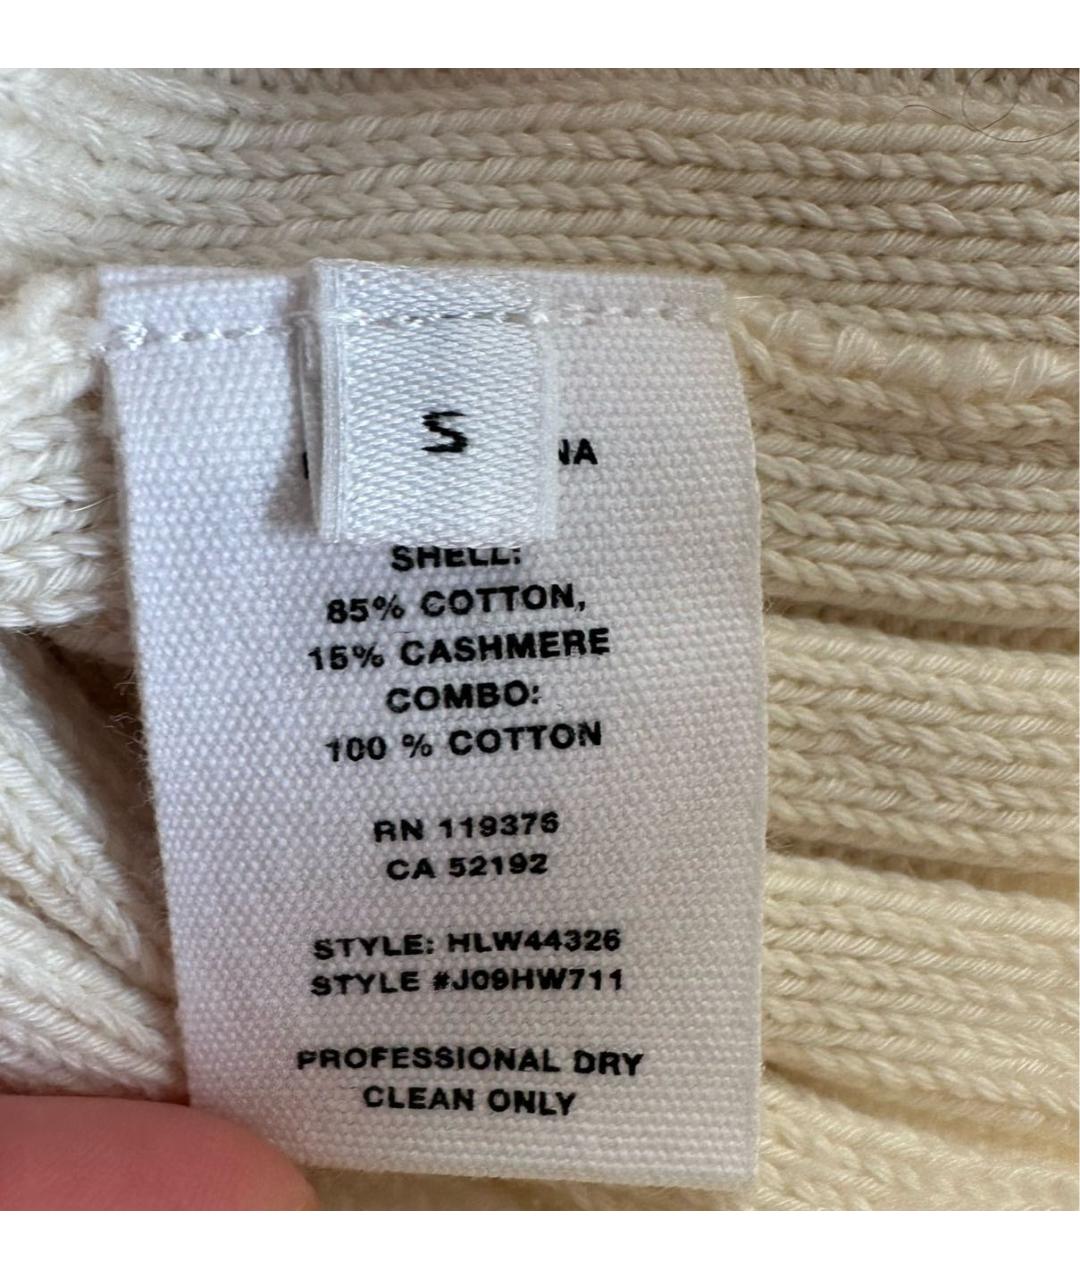 S
SHELL:
85% COTTON,
15% CASHMERE
COMBO:
100 % COTTON
RN 119376
CA 52192
STYLE: HLW44326
STYLE #J09HW711
PROFESSIONAL DRY
CLEAN ONLY